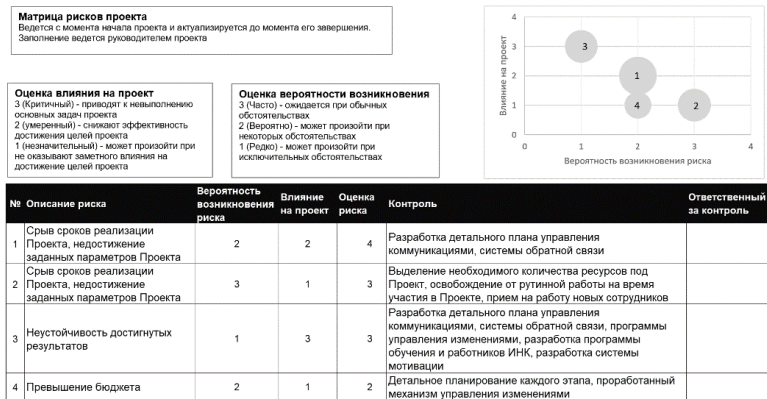 Матрица рисков проекта
Ведется с момента начала проекта и актуализируется до момента его завершения.
Заполнение ведется руководителем проекта
Оценка влияния на проект
3 (Критичный) - приводят к невыполнению
основных задач проекта
2 (умеренный) - снижают эффективность
достижения целей проекта
1 (незначительный) - может произойти при
не оказывают заметного влияния на
достижение целей проекта
Оценка вероятности возникновения
3 (Часто) - ожидается при обычных
обстоятельствах
2 (Вероятно) - может произойти при
некоторых обстоятельствах
1 (Редко) - может произойти при
исключительных обстоятельствах
Влияние на проект
4
3
2
1
0
3
1
4
2
0 1 2 3 4
Вероятность возникновения риска
№ Описание риска Вероятность возникновения риска Влияние на проект Оценка риска Контроль Ответственный за контроль
1
Срыв сроков реализации
Проекта, недостижение
заданных параметров Проекта
2 2 4
Разработка детального плана управления
коммуникациями, системы обратной связи
2
Срыв сроков реализации
Проекта, недостижение
заданных параметров Проекта
3 1 3
Выделение необходимого количества ресурсов под
Проект, освобождение от рутинной работы на время
участия в Проекте, прием на работу новых сотрудников
3
Неустойчивость достигнутых
результатов
1 3 3
Разработка детального плана управления
коммуникациями, системы обратной связи, программы
управления изменениями, разработка программы
обучения и работников ИНК, разработка системы
мотивации
4 Превышение бюджета 2 1 2
Детальное планирование каждого этапа, проработанный
механизм управления изменениями